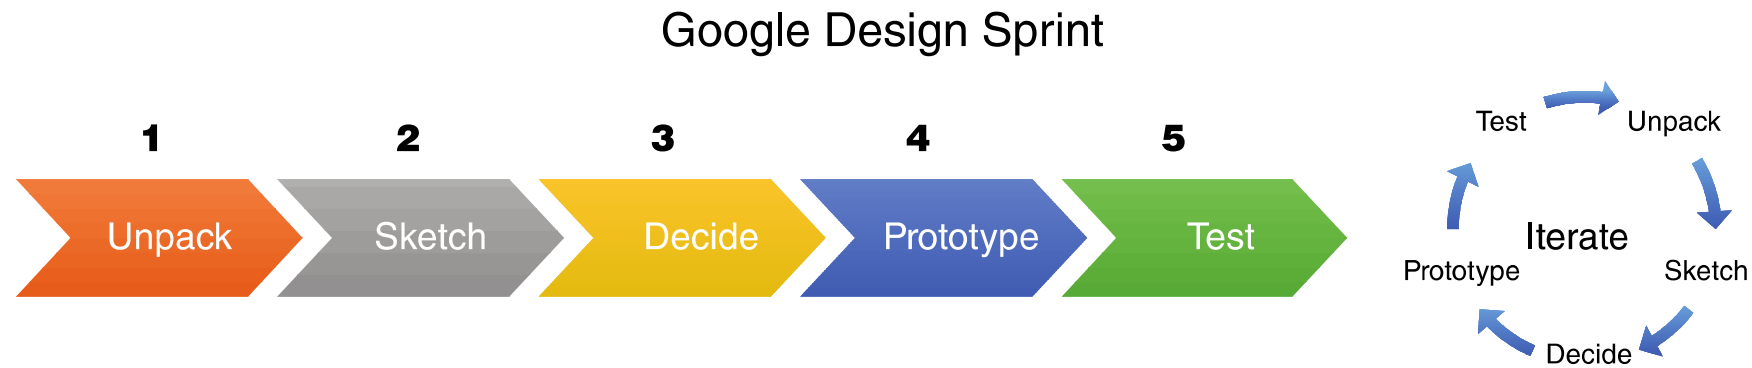 Google Design Sprint
1 2 3 4 5
Unpack Sketch Decide Prototype Test
Test Unpack
Iterate
Prototype Sketch
Decide